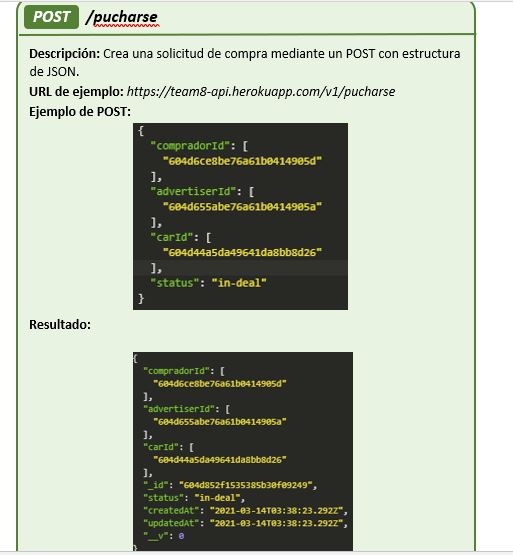 POST /pucharse
Descripción: Crea una solicitud de compra mediante un POST con estructura
de JSON.
URL de ejemplo: https://team8-api.herokuapp.com/v1/pucharse
Ejemplo de POST:
{
"compradorId": [
"604d6ce8be76a61b0414905d"
],
"advertiserId": [
"604d655abe76a61b0414905a"
],
"carId": [
"604d44a5da49641da8bb8d26"
],
"status": "in-deal"
}
Resultado:
{
"compradorId": [
"604d6ce8be76a61b0414905d"
],
"advertiserId": [
"604d655abe76a61b0414905a"
],
"carId": [
"604d44a5da49641da8bb8d26"
],
"_id": "604d852f1535385b30f09249",
"status": "in-deal",
"createdAt": "2021-03-14T03:38:23.292Z",
"updatedAt": "2021-03-14T03:38:23.292Z",
"__v": 0
}